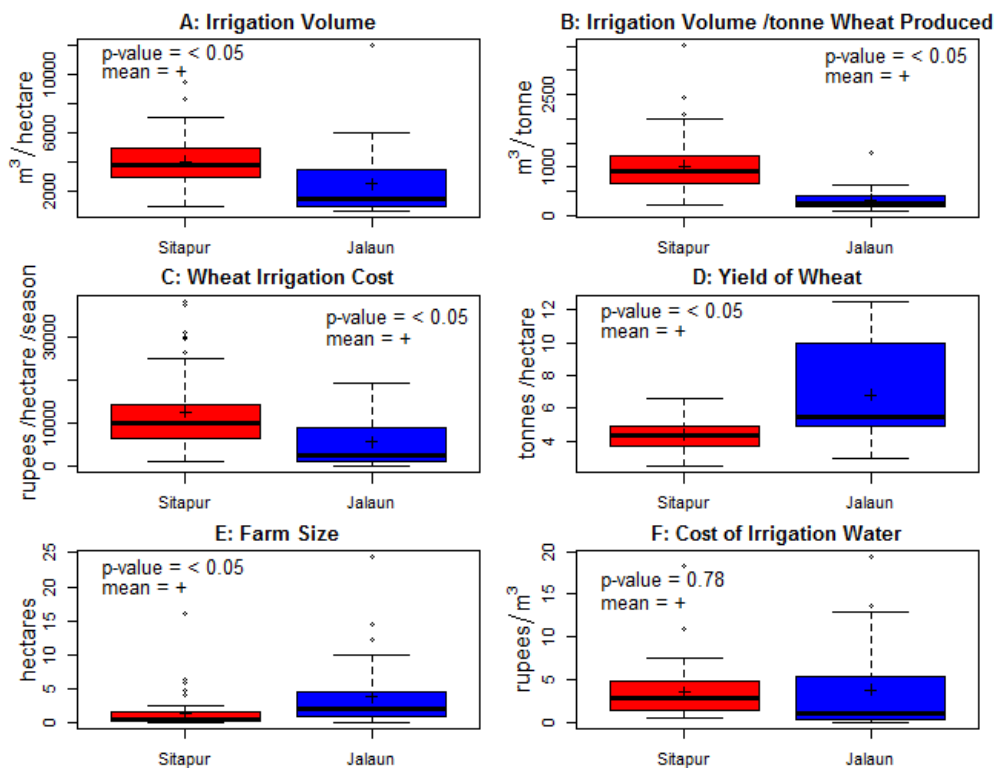 A: Irrigation Volume
p-value = < 0.05
mean = +
m³ / hectare
10000
6000
2000
Sitapur
Jalaun
B: Irrigation Volume /tonne Wheat Produced
p-value = < 0.05
mean = +
m³ / tonne
2500
1000
0
Sitapur
Jalaun
C: Wheat Irrigation Cost
p-value = < 0.05
mean = +
rupees /hectare /season
30000
10000
0
Sitapur
Jalaun
D: Yield of Wheat
p-value = < 0.05
mean = +
tonnes /hectare
12
10
8
6
4
Sitapur
Jalaun
E: Farm Size
p-value = < 0.05
mean = +
hectares
25
20
15
10
5
0
Sitapur
Jalaun
F: Cost of Irrigation Water
p-value = 0.78
mean = +
rupees / m³
20
15
10
5
0
Sitapur
Jalaun